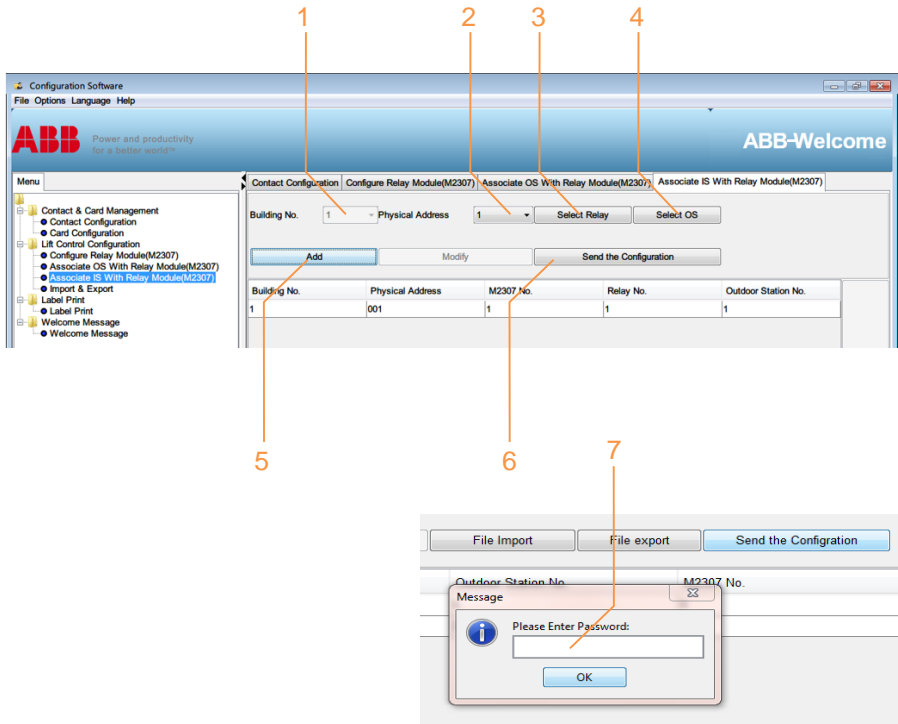 1 2 3 4
Configuration Software
File Options Language Help
ABB Power and productivity
for a better world™
ABB-Welcome
Menu
Contact & Card Management
Contact Configuration
Card Configuration
Lift Control Configuration
Configure Relay Module(M2307)
Associate OS With Relay Module(M2307)
Associate IS With Relay Module(M2307)
Import & Export
Label Print
Label Print
Welcome Message
Welcome Message
Contact Configuration Configure Relay Module(M2307) Associate OS With Relay Module(M2307) Associate IS With Relay Module(M2307)
Building No. 1 Physical Address 1 Select Relay Select OS
Add Modify Send the Configuration
Building No. Physical Address M2307 No. Relay No. Outdoor Station No.
1 001 1 1 1
5 6 7
File Import File export Send the Configration
Outdoor Station No. M2307 No.
Message
Please Enter Password:
OK